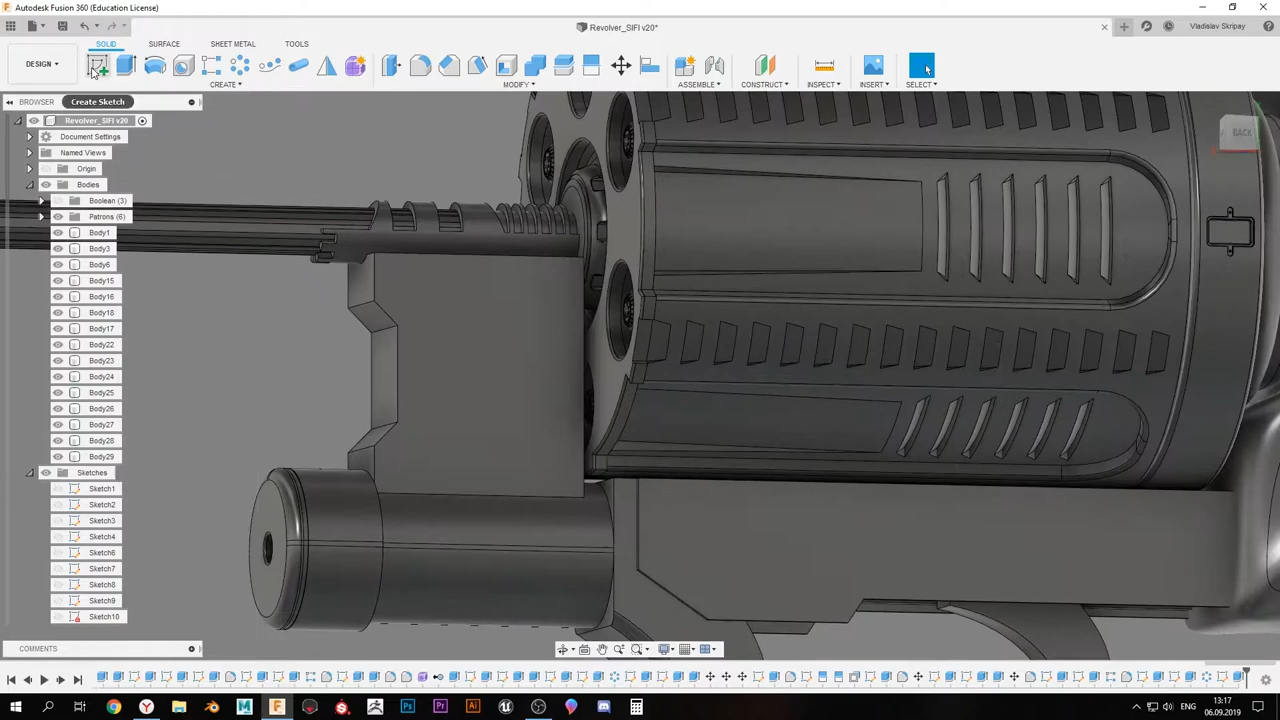 Autodesk Fusion 360 (Education License)
Revolver_SIFI v20*
Vladislav Skripay
SOLID SURFACE SHEET METAL TOOLS
DESIGN ▾
CREATE ▾ MODIFY ▾ ASSEMBLE ▾ CONSTRUCT ▾ INSPECT ▾ INSERT ▾ SELECT ▾
BROWSER
Create Sketch
Revolver_SIFI v20
Document Settings
Named Views
Origin
Bodies
Boolean (3)
Patrons (6)
Body1
Body3
Body6
Body15
Body16
Body18
Body17
Body22
Body23
Body24
Body25
Body26
Body27
Body28
Body29
Sketches
Sketch1
Sketch2
Sketch3
Sketch4
Sketch6
Sketch7
Sketch8
Sketch9
Sketch10
BACK
COMMENTS
13:17
06.09.2019